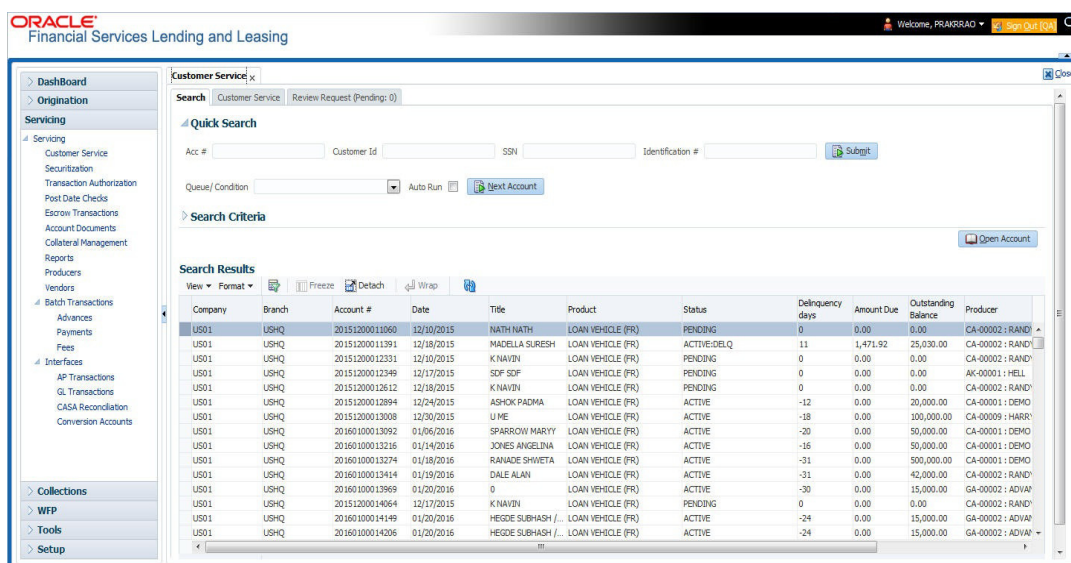 ORACLE
Financial Services Lending and Leasing
Welcome, PRAKRRAO
Sign Out [QA]
DashBoard
Origination
Servicing
Servicing
Customer Service
Securitization
Transaction Authorization
Post Date Checks
Escrow Transactions
Account Documents
Collateral Management
Reports
Producers
Vendors
Batch Transactions
Advances
Payments
Fees
Interfaces
AP Transactions
GL Transactions
CASA Reconciliation
Conversion Accounts
Collections
WFP
Tools
Setup
Customer Service x
Close
Search Customer Service Review Request (Pending: 0)
Quick Search
Acc # Customer Id SSN Identification # Submit
Queue/ Condition Auto Run Next Account
Search Criteria
Open Account
Search Results
View Format Freeze Detach Wrap
Company Branch Account # Date Title Product Status Delinquency days Amount Due Outstanding Balance Producer
US01 USHQ 20151200011060 12/10/2015 NATH NATH LOAN VEHICLE (FR) PENDING 0 0.00 0.00 CA-00002 : RANDY
US01 USHQ 20151200011391 12/18/2015 MADELLA SURESH LOAN VEHICLE (FR) ACTIVE:DELQ 11 1,471.92 25,030.00 CA-00002 : RANDY
US01 USHQ 20151200012331 12/10/2015 K NAVIN LOAN VEHICLE (FR) PENDING 0 0.00 0.00 CA-00002 : RANDY
US01 USHQ 20151200012349 12/17/2015 SDF SDF LOAN VEHICLE (FR) PENDING 0 0.00 0.00 AK-00001 : HELL
US01 USHQ 20151200012612 12/18/2015 K NAVIN LOAN VEHICLE (FR) PENDING 0 0.00 0.00 CA-00002 : RANDY
US01 USHQ 20151200012894 12/24/2015 ASHOK PADMA LOAN VEHICLE (FR) ACTIVE -12 0.00 20,000.00 CA-00001 : DEMO
US01 USHQ 20151200013008 12/30/2015 U ME LOAN VEHICLE (FR) ACTIVE -18 0.00 100,000.00 CA-00009 : HARRY
US01 USHQ 20160100013092 01/06/2016 SPARROW MARYY LOAN VEHICLE (FR) ACTIVE -20 0.00 50,000.00 CA-00001 : DEMO
US01 USHQ 20160100013216 01/14/2016 JONES ANGELINA LOAN VEHICLE (FR) ACTIVE -16 0.00 50,000.00 CA-00001 : DEMO
US01 USHQ 20160100013274 01/18/2016 RANADE SHWETA LOAN VEHICLE (FR) ACTIVE -31 0.00 500,000.00 CA-00001 : DEMO
US01 USHQ 20160100013414 01/19/2016 DALE ALAN LOAN VEHICLE (FR) ACTIVE -31 0.00 42,000.00 CA-00002 : RANDY
US01 USHQ 20160100013969 01/20/2016 0 LOAN VEHICLE (FR) ACTIVE -30 0.00 15,000.00 GA-00002 : ADVAN
US01 USHQ 20151200014064 12/17/2015 K NAVIN LOAN VEHICLE (FR) PENDING 0 0.00 0.00 CA-00002 : RANDY
US01 USHQ 20160100014149 01/20/2016 HEGDE SUBHASH /... LOAN VEHICLE (FR) ACTIVE -24 0.00 15,000.00 GA-00002 : ADVAN
US01 USHQ 20160100014206 01/20/2016 HEGDE SUBHASH /... LOAN VEHICLE (FR) ACTIVE -24 0.00 15,000.00 GA-00002 : ADVAN